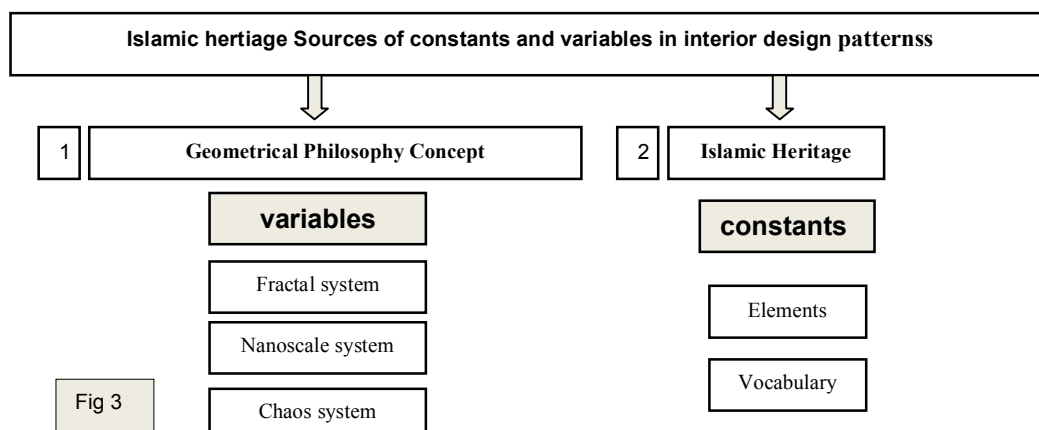 Islamic hertiage Sources of constants and variables in interior design patternss
1
Geometrical Philosophy Concept
2
Islamic Heritage
variables
constants
Fractal system
Elements
Nanoscale system
Vocabulary
Chaos system
Fig 3